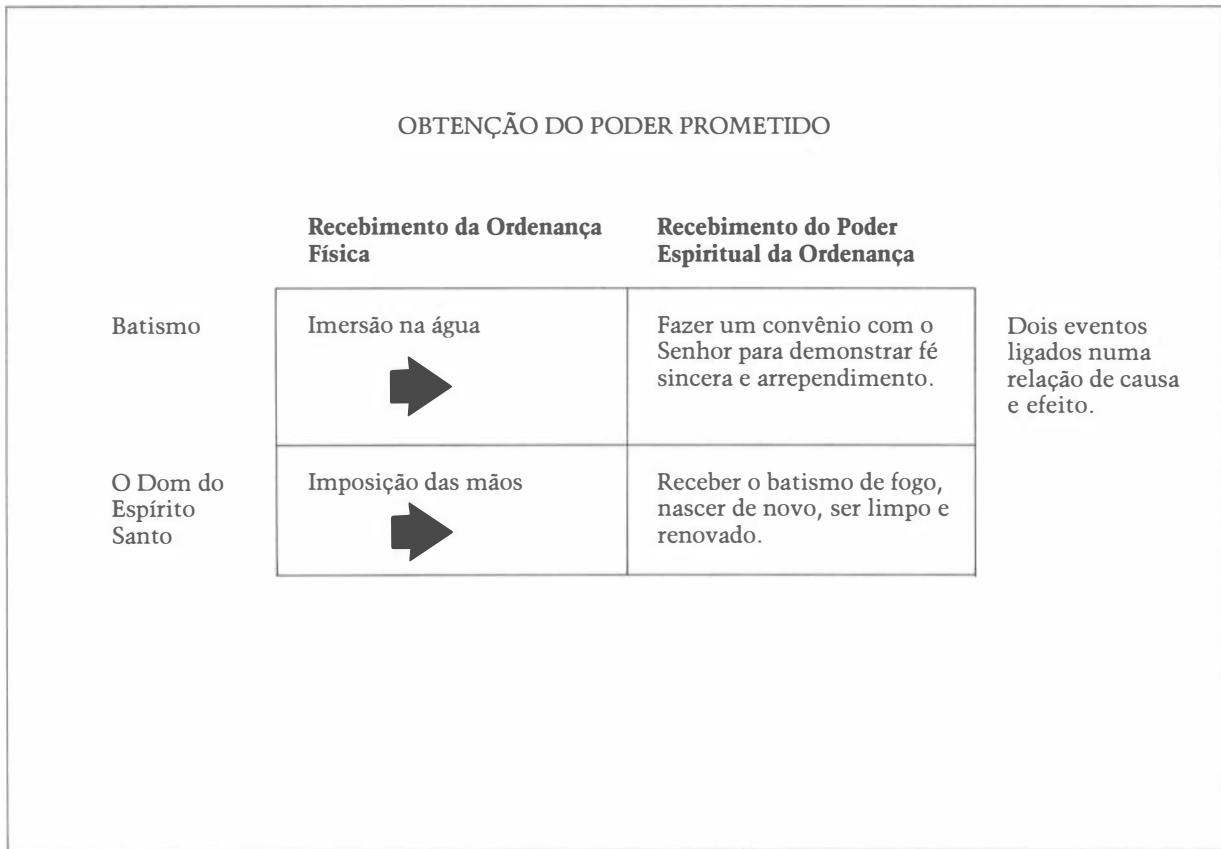 OBTENÇÃO DO PODER PROMETIDO
Recebimento da Ordenança
Física
Recebimento do Poder
Espiritual da Ordenança
Batismo
Imersão na água
Fazer um convênio com o
Senhor para demonstrar fé
sincera e arrependimento.
Dois eventos
ligados numa
relação de causa
e efeito.
O Dom do
Espírito
Santo
Imposição das mãos
Receber o batismo de fogo,
nascer de novo, ser limpo e
renovado.